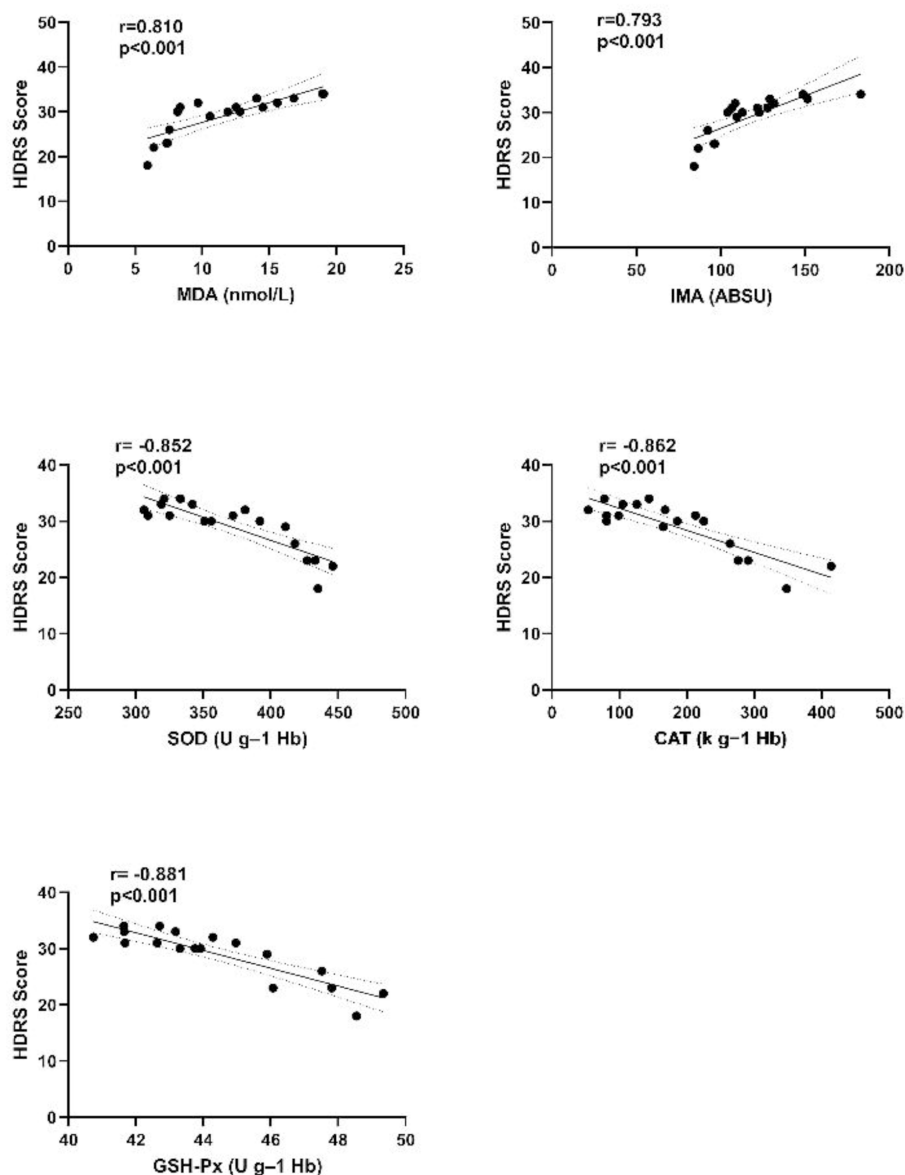 r=0.810
p<0.001
50
40
30
20
10
0
HDRS Score
0 5 10 15 20 25
MDA (nmol/L)
r=0.793
p<0.001
50
40
30
20
10
0
HDRS Score
0 50 100 150 200
IMA (ABSU)
r= -0.852
p<0.001
40
30
20
10
0
HDRS Score
250 300 350 400 450 500
SOD (U g–1 Hb)
r= -0.862
p<0.001
40
30
20
10
0
HDRS Score
0 100 200 300 400 500
CAT (k g–1 Hb)
r= -0.881
p<0.001
40
30
20
10
0
HDRS Score
40 42 44 46 48 50
GSH-Px (U g–1 Hb)